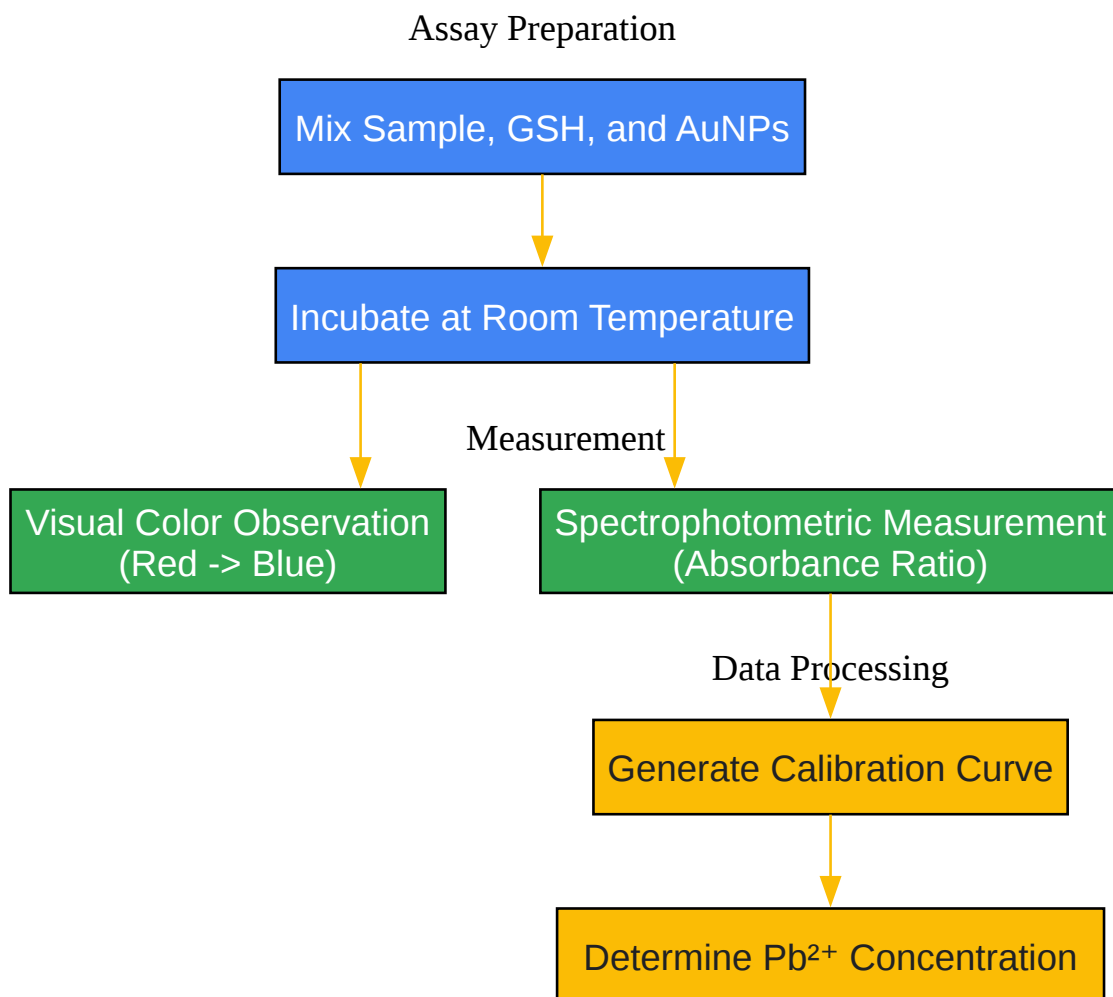 Assay Preparation
Mix Sample, GSH, and AuNPs
Incubate at Room Temperature
Measurement
Visual Color Observation
(Red -> Blue)
Spectrophotometric Measurement
(Absorbance Ratio)
Data Processing
Generate Calibration Curve
Determine Pb²⁺ Concentration